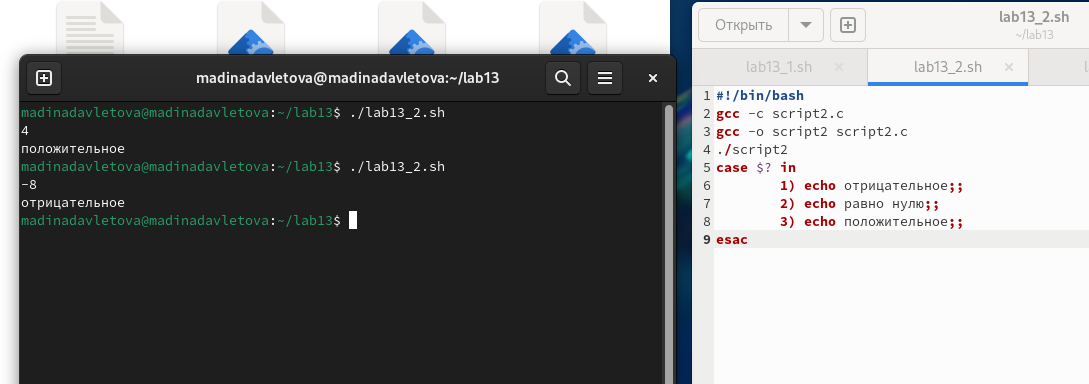 madinadavletova@madinadavletova:~/lab13
madinadavletova@madinadavletova:~/lab13$ ./lab13_2.sh
4
положительное
madinadavletova@madinadavletova:~/lab13$ ./lab13_2.sh
-8
отрицательное
madinadavletova@madinadavletova:~/lab13$
Открыть
lab13_2.sh
~/lab13
lab13_1.sh
lab13_2.sh
1 #!/bin/bash
2 gcc -c script2.c
3 gcc -o script2 script2.c
4 ./script2
5 case $? in
6         1) echo отрицательное;;
7         2) echo равно нулю;;
8         3) echo положительное;;
9 esac